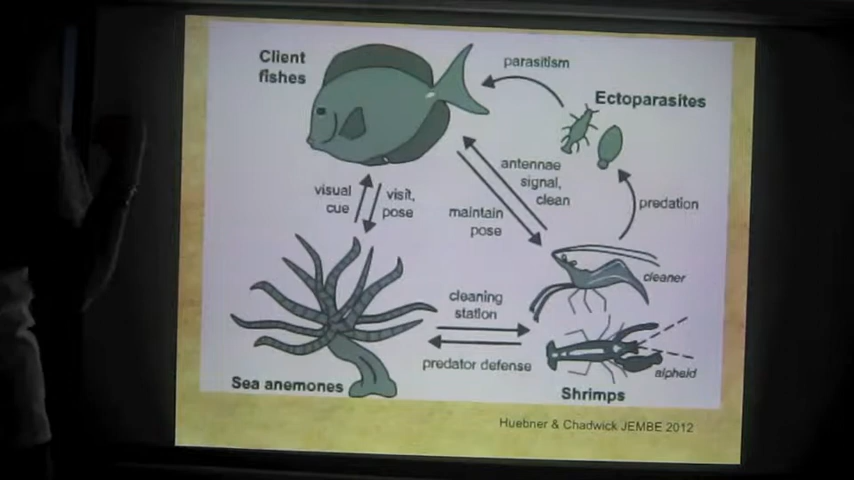 Client
fishes
parasitism
Ectoparasites
antennae
signal,
clean
predation
visual
cue
visit,
pose
maintain
pose
cleaner
cleaning
station
predator defense
alpheid
Sea anemones
Shrimps
Huebner & Chadwick JEMBE 2012